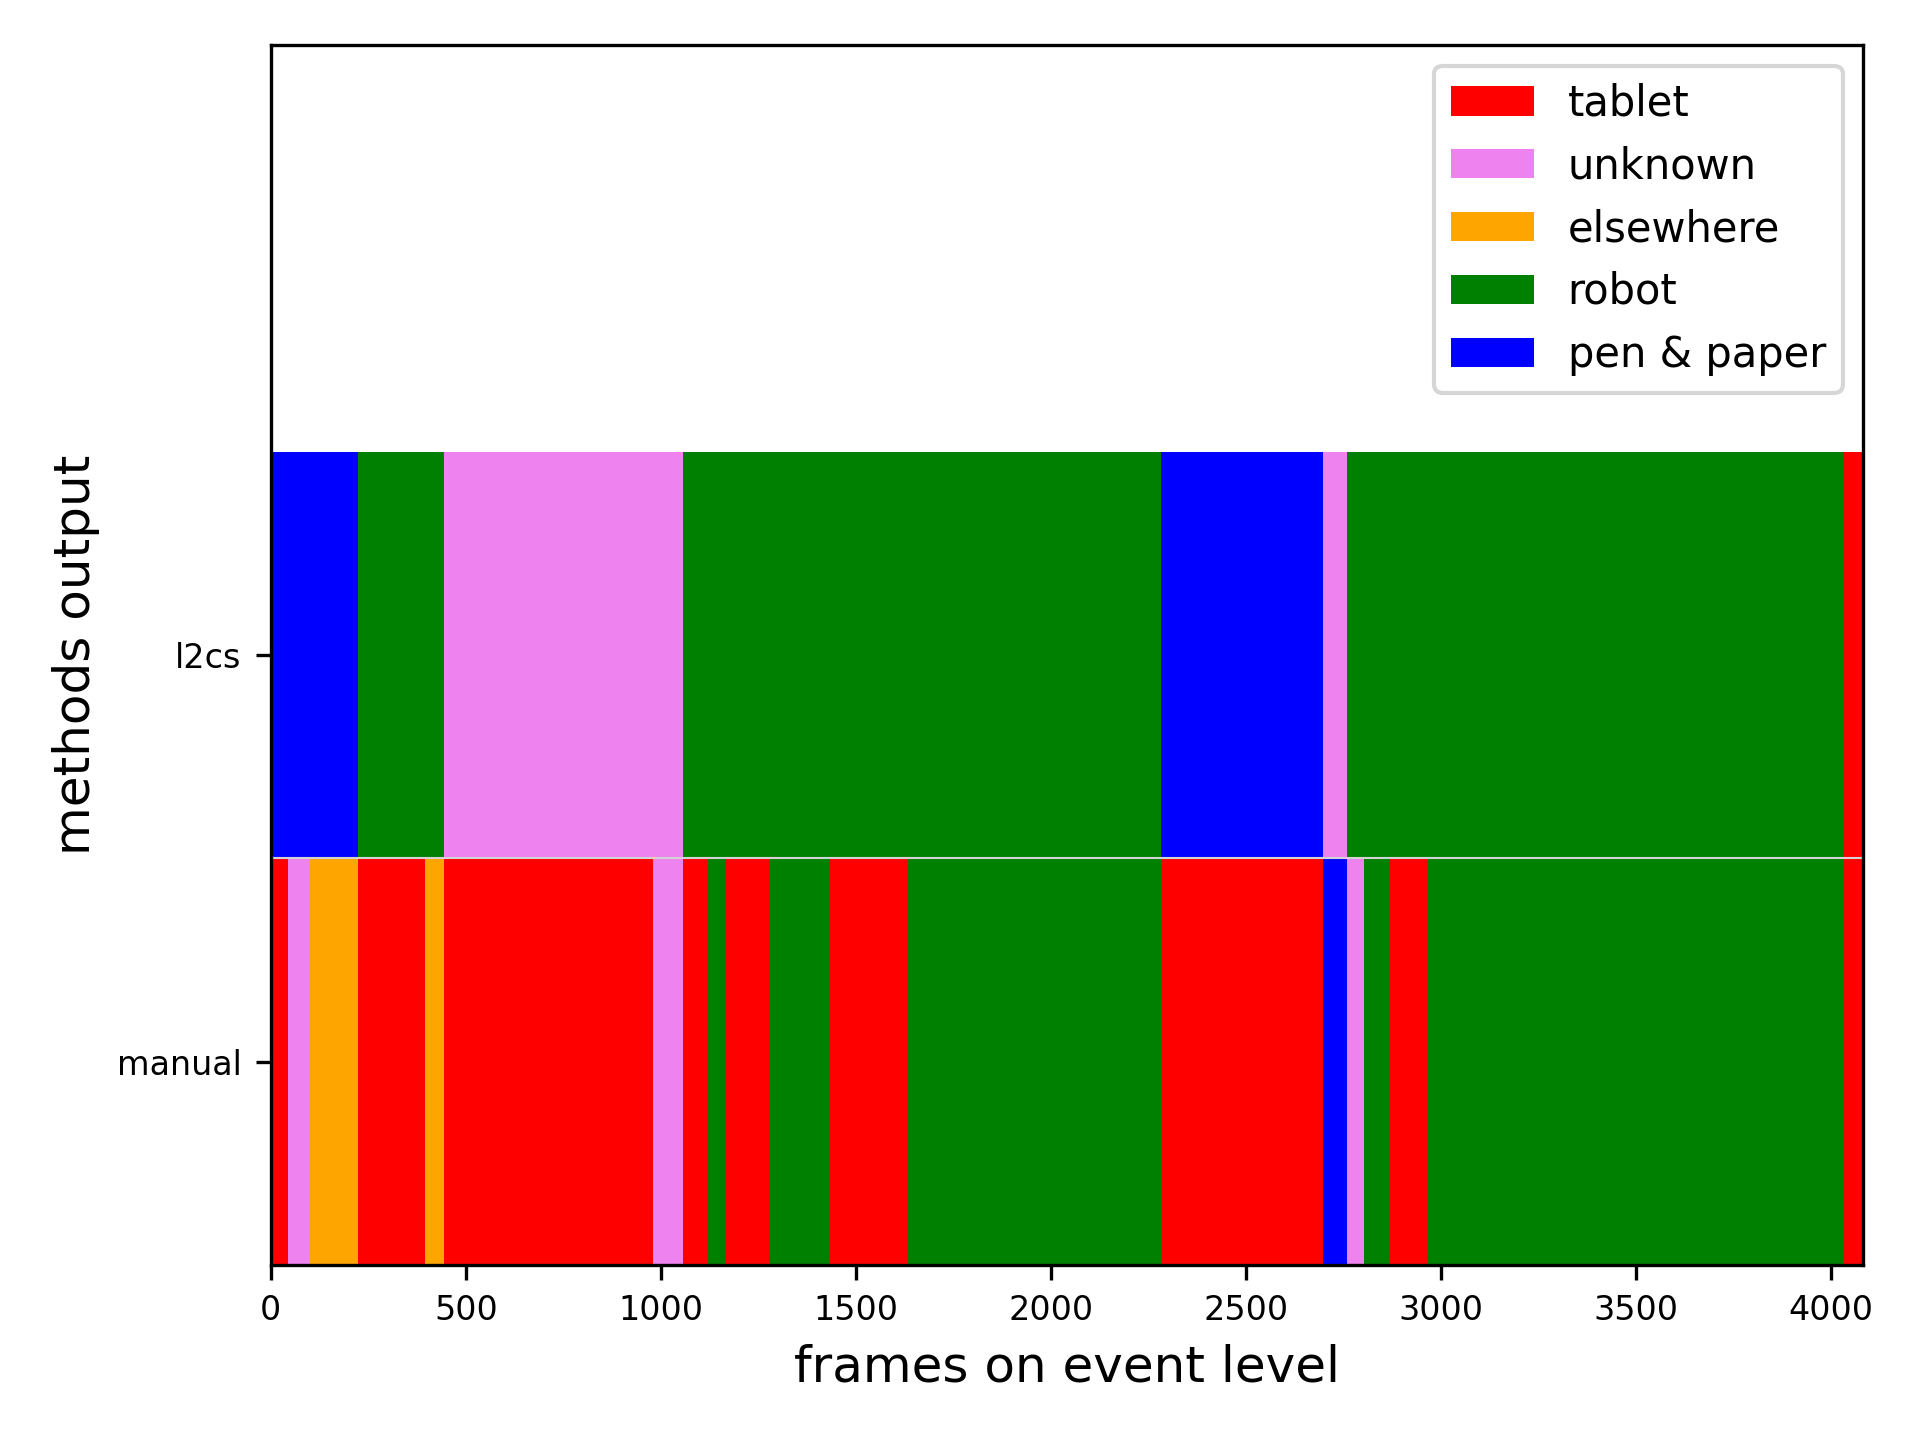 tablet
unknown
elsewhere
robot
pen & paper
methods output
l2cs
manual
0 500 1000 1500 2000 2500 3000 3500 4000
frames on event level